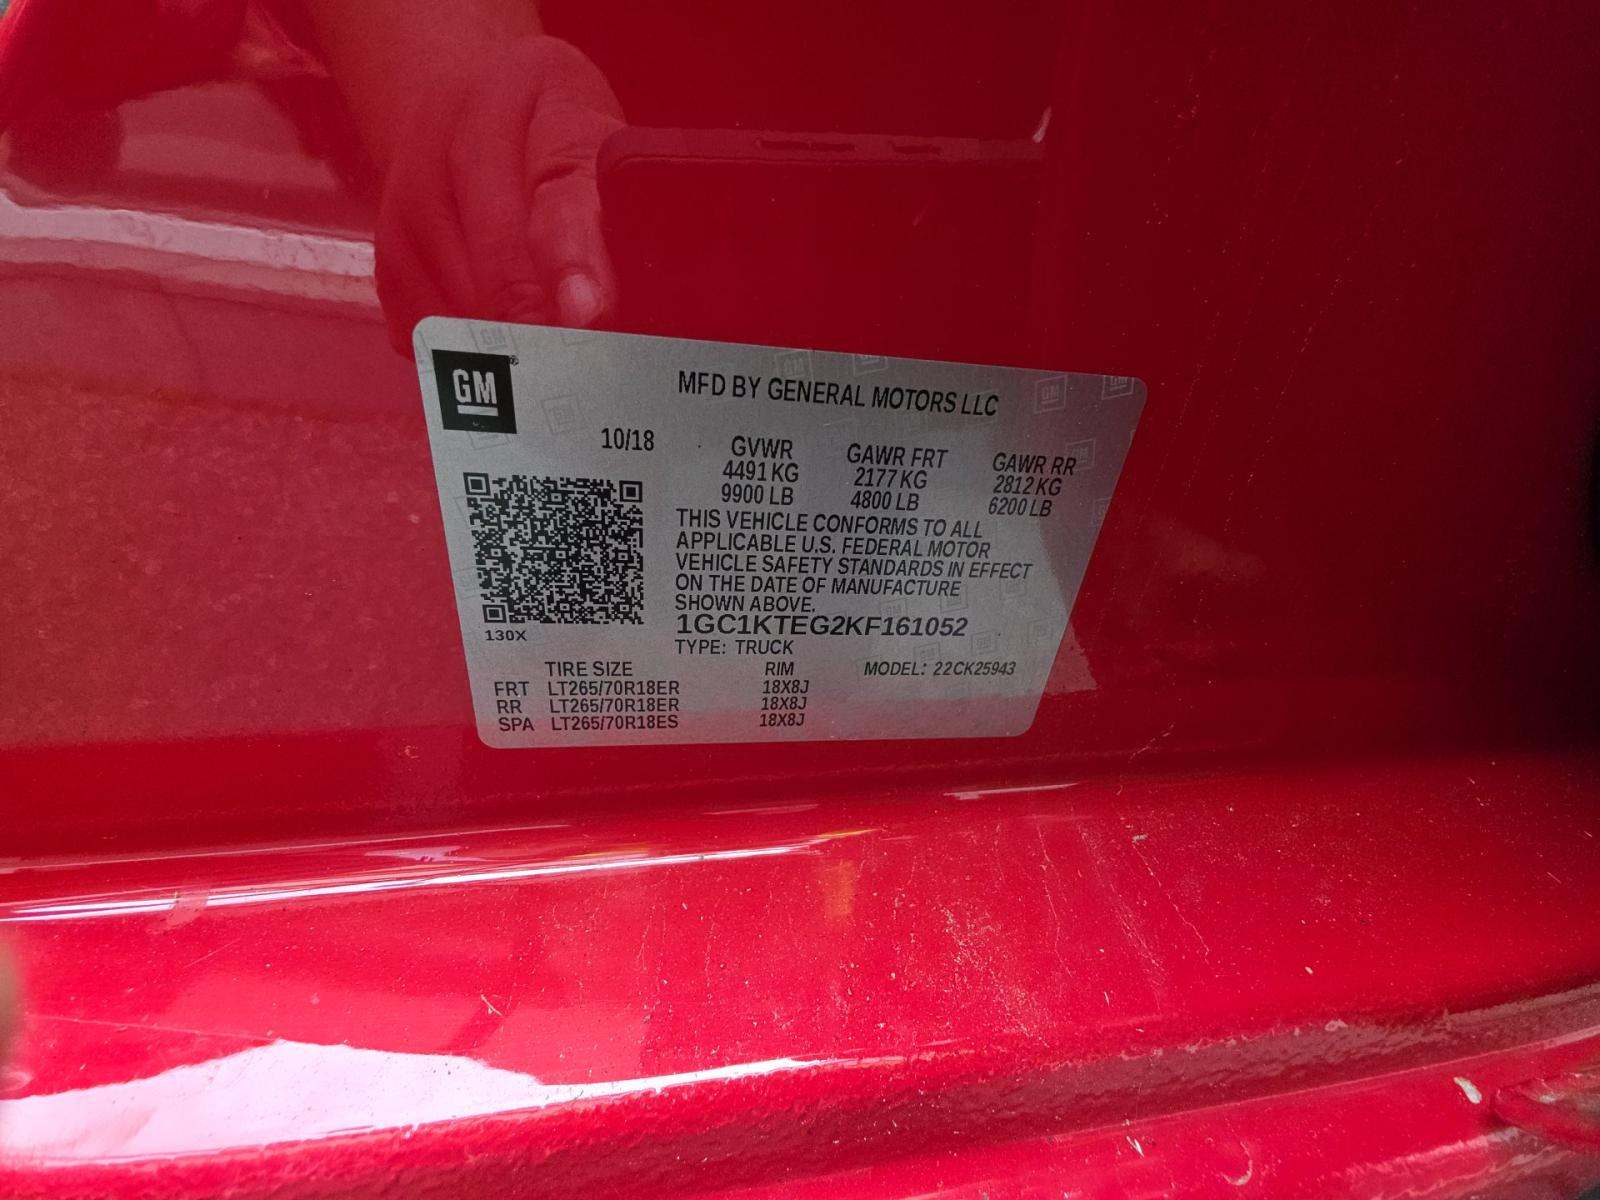 GM®
MFD BY GENERAL MOTORS LLC
10/18
GVWR GAWR FRT GAWR RR
4491 KG 2177 KG 2812 KG
9900 LB 4800 LB 6200 LB
THIS VEHICLE CONFORMS TO ALL
APPLICABLE U.S. FEDERAL MOTOR
VEHICLE SAFETY STANDARDS IN EFFECT
ON THE DATE OF MANUFACTURE
SHOWN ABOVE.
1GC1KTEG2KF161052
130X
TYPE: TRUCK
TIRE SIZE RIM MODEL: 22CK25943
FRT LT265/70R18ER 18X8J
RR LT265/70R18ER 18X8J
SPA LT265/70R18ES 18X8J